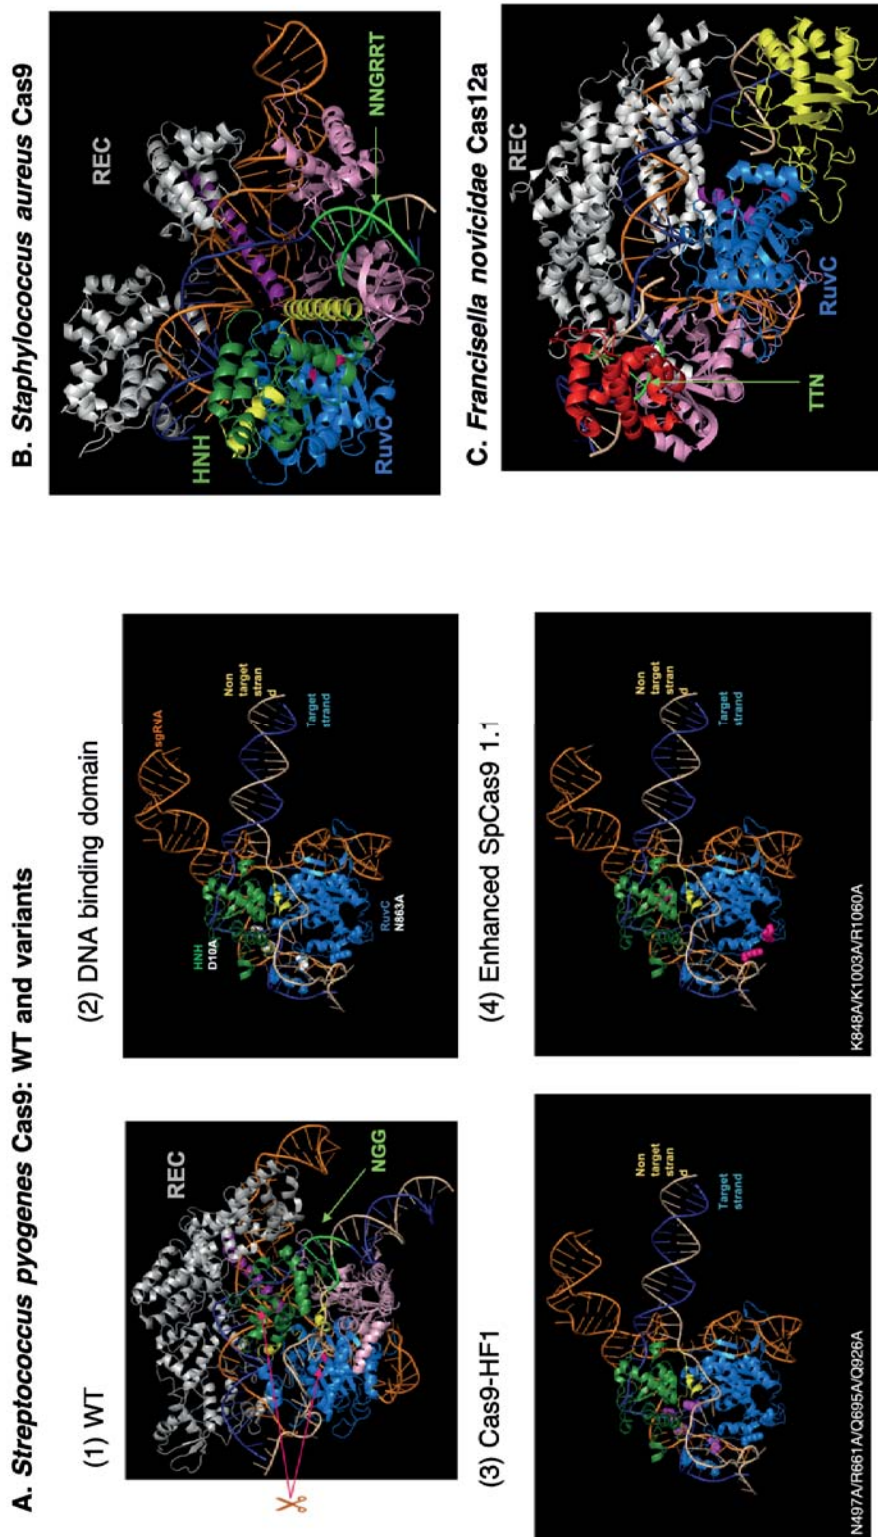 A. Streptococcus pyogenes Cas9: WT and variants
(1) WT
REC
NGG
(2) DNA binding domain
sgRNA
HNH
D10A
RuvC
N863A
Non
target
stran
d
Target
strand
(3) Cas9-HF1
Non
target
stran
d
Target
strand
N497A/R661A/Q695A/Q926A
(4) Enhanced SpCas9 1.1
Non
target
stran
d
Target
strand
K848A/K1003A/R1060A
B. Staphylococcus aureus Cas9
REC
HNH
RuvC
NNGRRT
C. Francisella novicidae Cas12a
REC
RuvC
TTN